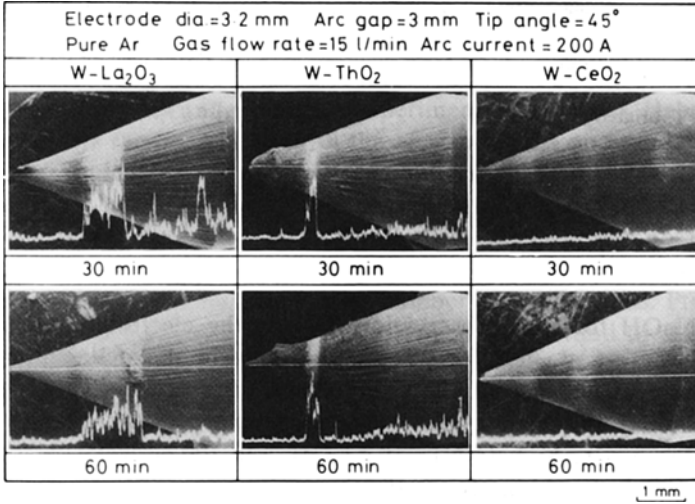 Electrode dia.=3.2 mm Arc gap=3 mm Tip angle=45°
Pure Ar Gas flow rate=15 l/min Arc current=200 A
W-La₂O₃ W-ThO₂ W-CeO₂
30 min 30 min 30 min
60 min 60 min 60 min
1 mm